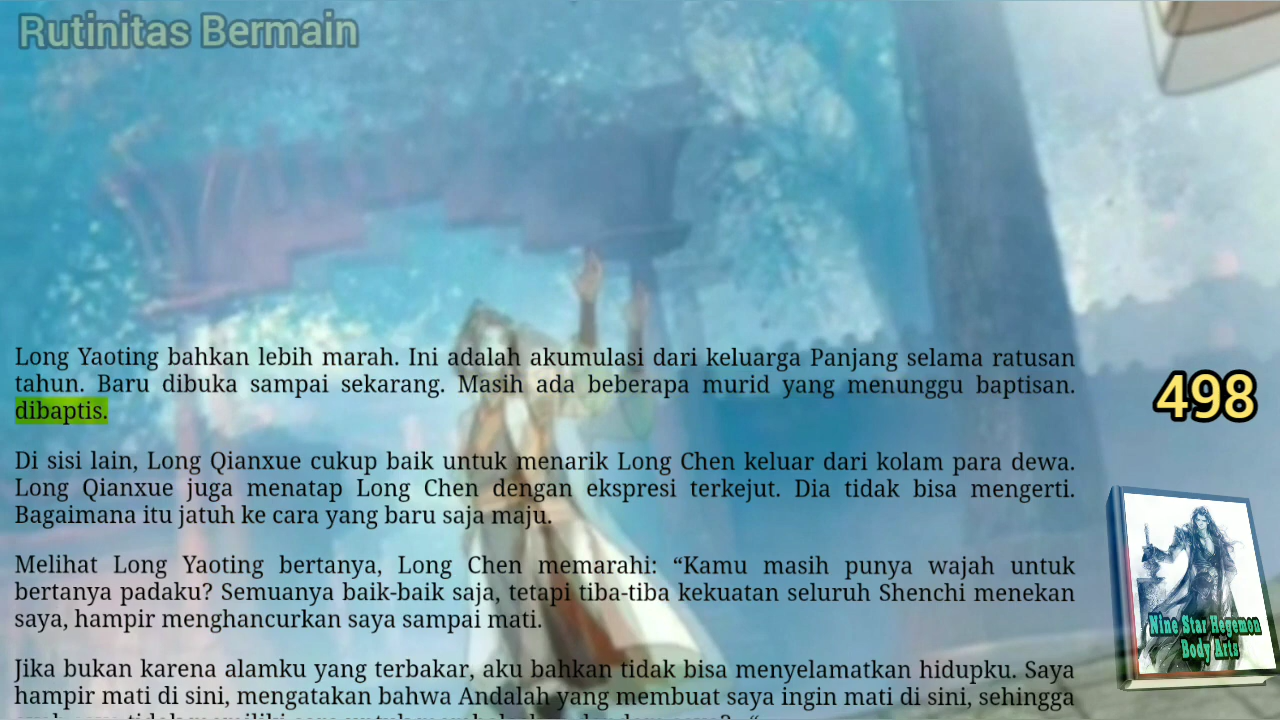 Rutinitas Bermain
Long Yaoting bahkan lebih marah. Ini adalah akumulasi dari keluarga Panjang selama ratusan
tahun. Baru dibuka sampai sekarang. Masih ada beberapa murid yang menunggu baptisan.
dibaptis.
498
Di sisi lain, Long Qianxue cukup baik untuk menarik Long Chen keluar dari kolam para dewa.
Long Qianxue juga menatap Long Chen dengan ekspresi terkejut. Dia tidak bisa mengerti.
Bagaimana itu jatuh ke cara yang baru saja maju.
Melihat Long Yaoting bertanya, Long Chen memarahi: “Kamu masih punya wajah untuk
bertanya padaku? Semuanya baik-baik saja, tetapi tiba-tiba kekuatan seluruh Shenchi menekan
saya, hampir menghancurkan saya sampai mati.
Nine Star Hegemon
Body Arts
Jika bukan karena alamku yang terbakar, aku bahkan tidak bisa menyelamatkan hidupku. Saya
hampir mati di sini, mengatakan bahwa Andalah yang membuat saya ingin mati di sini, sehingga